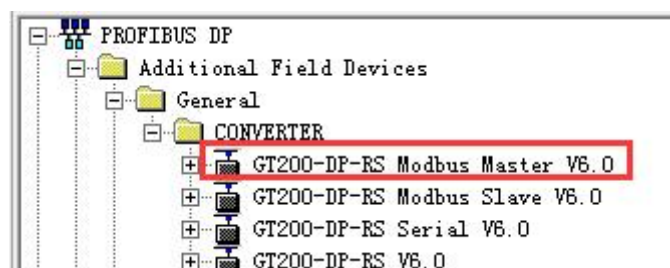 PROFIBUS DP
Additional Field Devices
General
CONVERTER
GT200-DP-RS Modbus Master V6.0
GT200-DP-RS Modbus Slave V6.0
GT200-DP-RS Serial V6.0
GT200-DP-RS V6.0